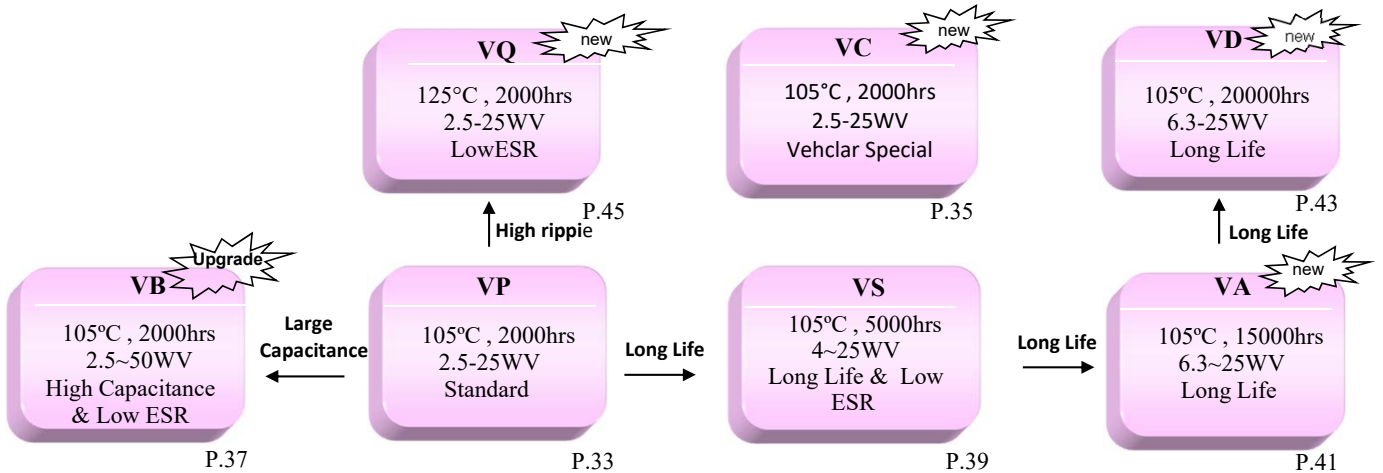 VQ
new
125°C , 2000hrs
2.5-25WV
LowESR
P.45
VC
new
105°C , 2000hrs
2.5-25WV
Vehclar Special
P.35
VD
new
105ºC , 20000hrs
6.3-25WV
Long Life
P.43
High rippie
Long Life
VB
Upgrade
105ºC , 2000hrs
2.5~50WV
High Capacitance
& Low ESR
P.37
Large
Capacitance
VP
105ºC , 2000hrs
2.5-25WV
Standard
P.33
Long Life
VS
105ºC , 5000hrs
4~25WV
Long Life & Low
ESR
P.39
Long Life
VA
new
105ºC , 15000hrs
6.3~25WV
Long Life
P.41